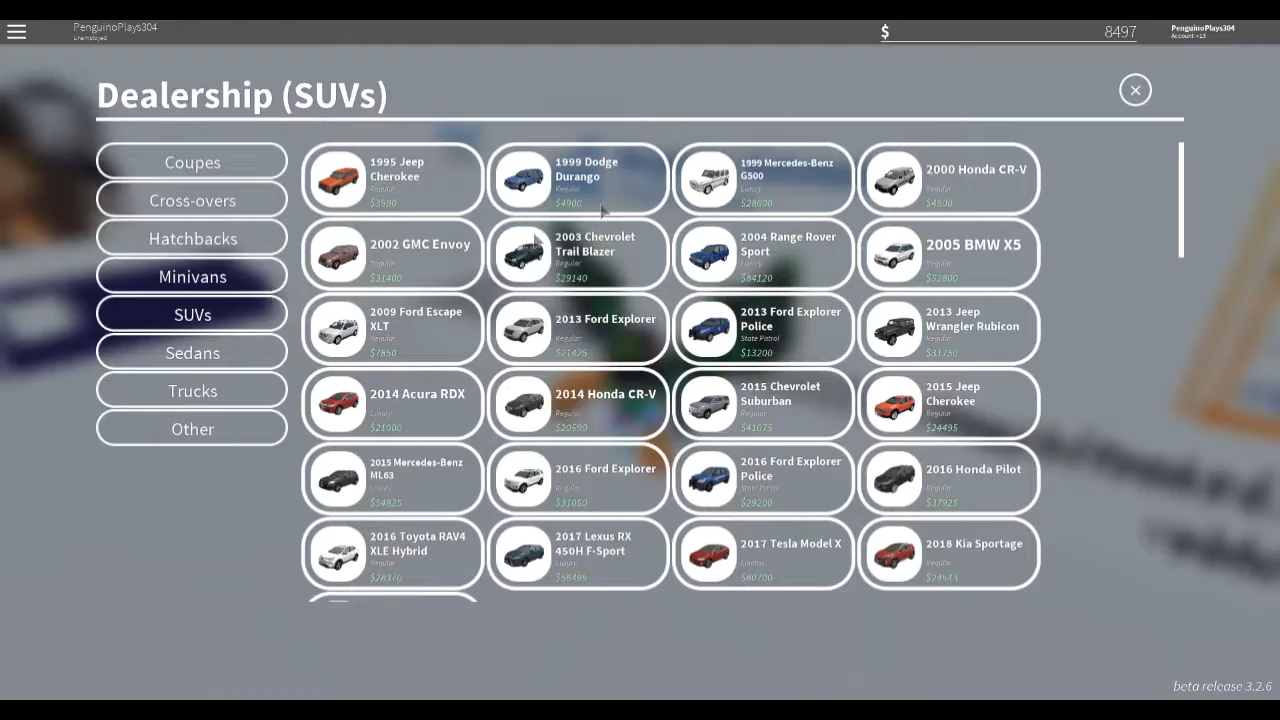 PenguinoPlays304
Unemployed
$ 8497
PenguinoPlays304
Dealership (SUVs)
Coupes
Cross-overs
Hatchbacks
Minivans
SUVs
Sedans
Trucks
Other
1995 Jeep
Cherokee
Regular
$3990
1999 Dodge
Durango
Regular
$4900
1999 Mercedes-Benz
G500
Luxury
$28600
2000 Honda CR-V
Regular
$4900
2002 GMC Envoy
Regular
$31400
2003 Chevrolet
Trail Blazer
Regular
$29140
2004 Range Rover
Sport
Luxury
$84120
2005 BMW X5
Regular
$52800
2009 Ford Escape
XLT
Regular
$7850
2013 Ford Explorer
Regular
$21425
2013 Ford Explorer
Police
State Patrol
$13200
2013 Jeep
Wrangler Rubicon
Regular
$31750
2014 Acura RDX
Luxury
$21000
2014 Honda CR-V
Regular
$20590
2015 Chevrolet
Suburban
Regular
$41075
2015 Jeep
Cherokee
Regular
$24495
2015 Mercedes-Benz
ML63
Luxury
$54825
2016 Ford Explorer
Regular
$31050
2016 Ford Explorer
Police
State Patrol
$29200
2016 Honda Pilot
Regular
$37925
2016 Toyota RAV4
XLE Hybrid
Regular
$28370
2017 Lexus RX
450H F-Sport
Luxury
$56495
2017 Tesla Model X
Electric
$80700
2018 Kia Sportage
Regular
$24543
beta release 3.2.6